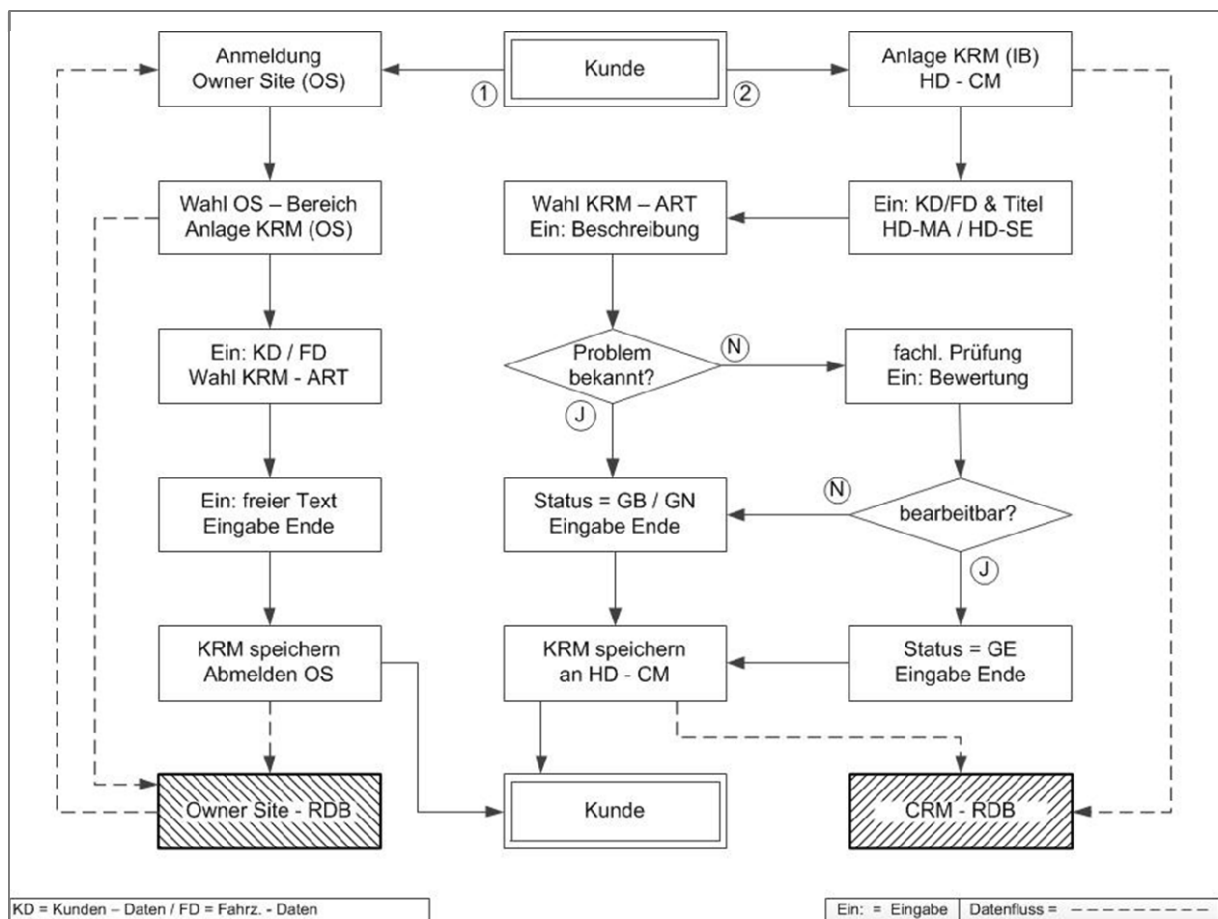 Anmeldung
Owner Site (OS)
Kunde
Anlage KRM (IB)
HD - CM
1
2
Wahl OS – Bereich
Anlage KRM (OS)
Wahl KRM – ART
Ein: Beschreibung
Ein: KD/FD & Titel
HD-MA / HD-SE
Ein: KD / FD
Wahl KRM - ART
Problem
bekannt?
N
fachl. Prüfung
Ein: Bewertung
J
Ein: freier Text
Eingabe Ende
Status = GB / GN
Eingabe Ende
N
bearbeitbar?
J
KRM speichern
Abmelden OS
KRM speichern
an HD - CM
Status = GE
Eingabe Ende
Owner Site - RDB
Kunde
CRM - RDB
KD = Kunden – Daten / FD = Fahrz. - Daten
Ein: = Eingabe
Datenfluss =